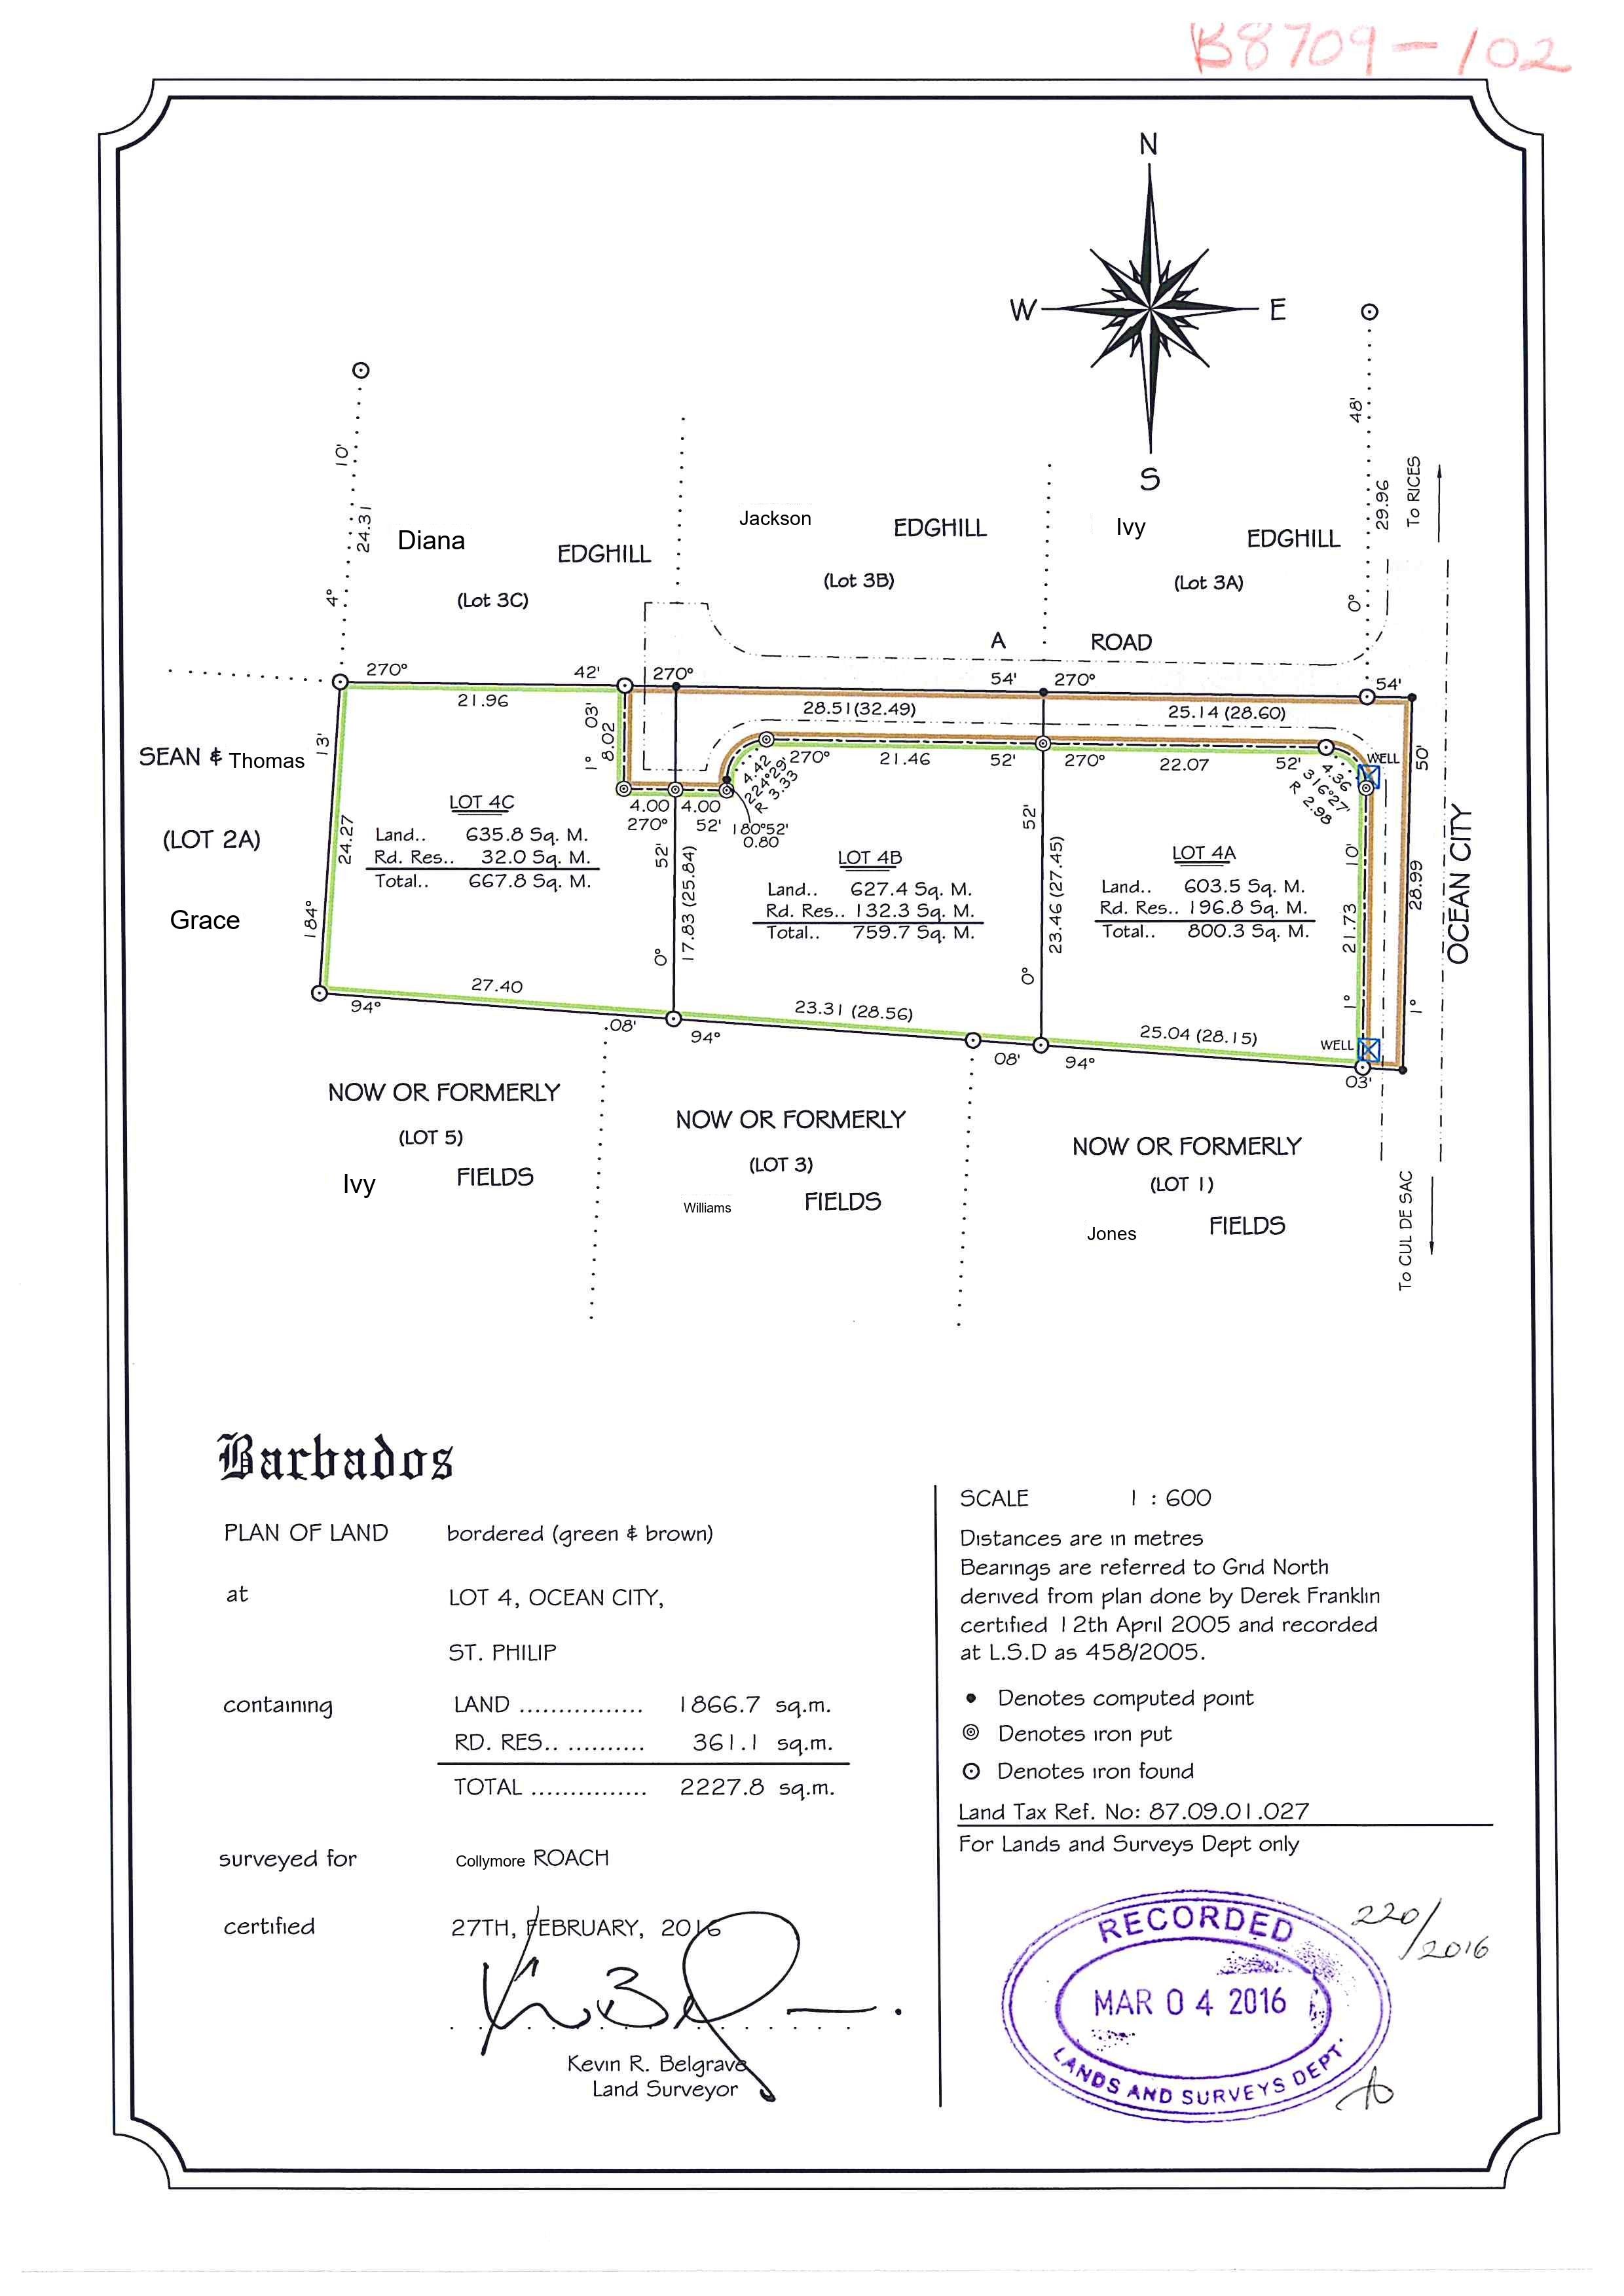 B8709-102
N
W E
S
10'
24.31
4°
48'
29.96
0°
To RICES
Diana EDGHILL
(Lot 3C)
Jackson EDGHILL
(Lot 3B)
Ivy EDGHILL
(Lot 3A)
A ROAD
270° 42' 270° 54' 270° 54'
21.96
28.51(32.49)
25.14 (28.60)
03'
8.02
1°
4.42
224°29'
R 3.33
270° 21.46 52'
270° 22.07 52'
4.36
316°27'
R 2.98
WELL
50'
28.99
1°
OCEAN CITY
SEAN & Thomas
(LOT 2A)
Grace
13'
24.27
184°
4.00 4.00
270° 52'
180°52'
0.80
LOT 4C
Land.. 635.8 Sq. M.
Rd. Res.. 32.0 Sq. M.
Total.. 667.8 Sq. M.
52'
17.83 (25.84)
0°
LOT 4B
Land.. 627.4 Sq. M.
Rd. Res.. 132.3 Sq. M.
Total.. 759.7 Sq. M.
52'
23.46 (27.45)
0°
LOT 4A
Land.. 603.5 Sq. M.
Rd. Res.. 196.8 Sq. M.
Total.. 800.3 Sq. M.
10'
21.73
1°
27.40
94° 08'
23.31 (28.56)
94° 08'
25.04 (28.15)
94° 03'
WELL
NOW OR FORMERLY
(LOT 5)
Ivy FIELDS
NOW OR FORMERLY
(LOT 3)
Williams FIELDS
NOW OR FORMERLY
(LOT 1)
Jones FIELDS
To CUL DE SAC
Barbados
PLAN OF LAND bordered (green & brown)
at LOT 4, OCEAN CITY,
ST. PHILIP
containing LAND ................ 1866.7 sq.m.
RD. RES.. .......... 361.1 sq.m.
TOTAL ............... 2227.8 sq.m.
surveyed for Collymore ROACH
certified 27TH, FEBRUARY, 2016
Kevin R. Belgrave
Land Surveyor
SCALE 1 : 600
Distances are in metres
Bearings are referred to Grid North
derived from plan done by Derek Franklin
certified 12th April 2005 and recorded
at L.S.D as 458/2005.
Denotes computed point
Denotes iron put
Denotes iron found
Land Tax Ref. No: 87.09.01.027
For Lands and Surveys Dept only
220/2016
RECORDED
MAR 04 2016
LANDS AND SURVEYS DEPT.